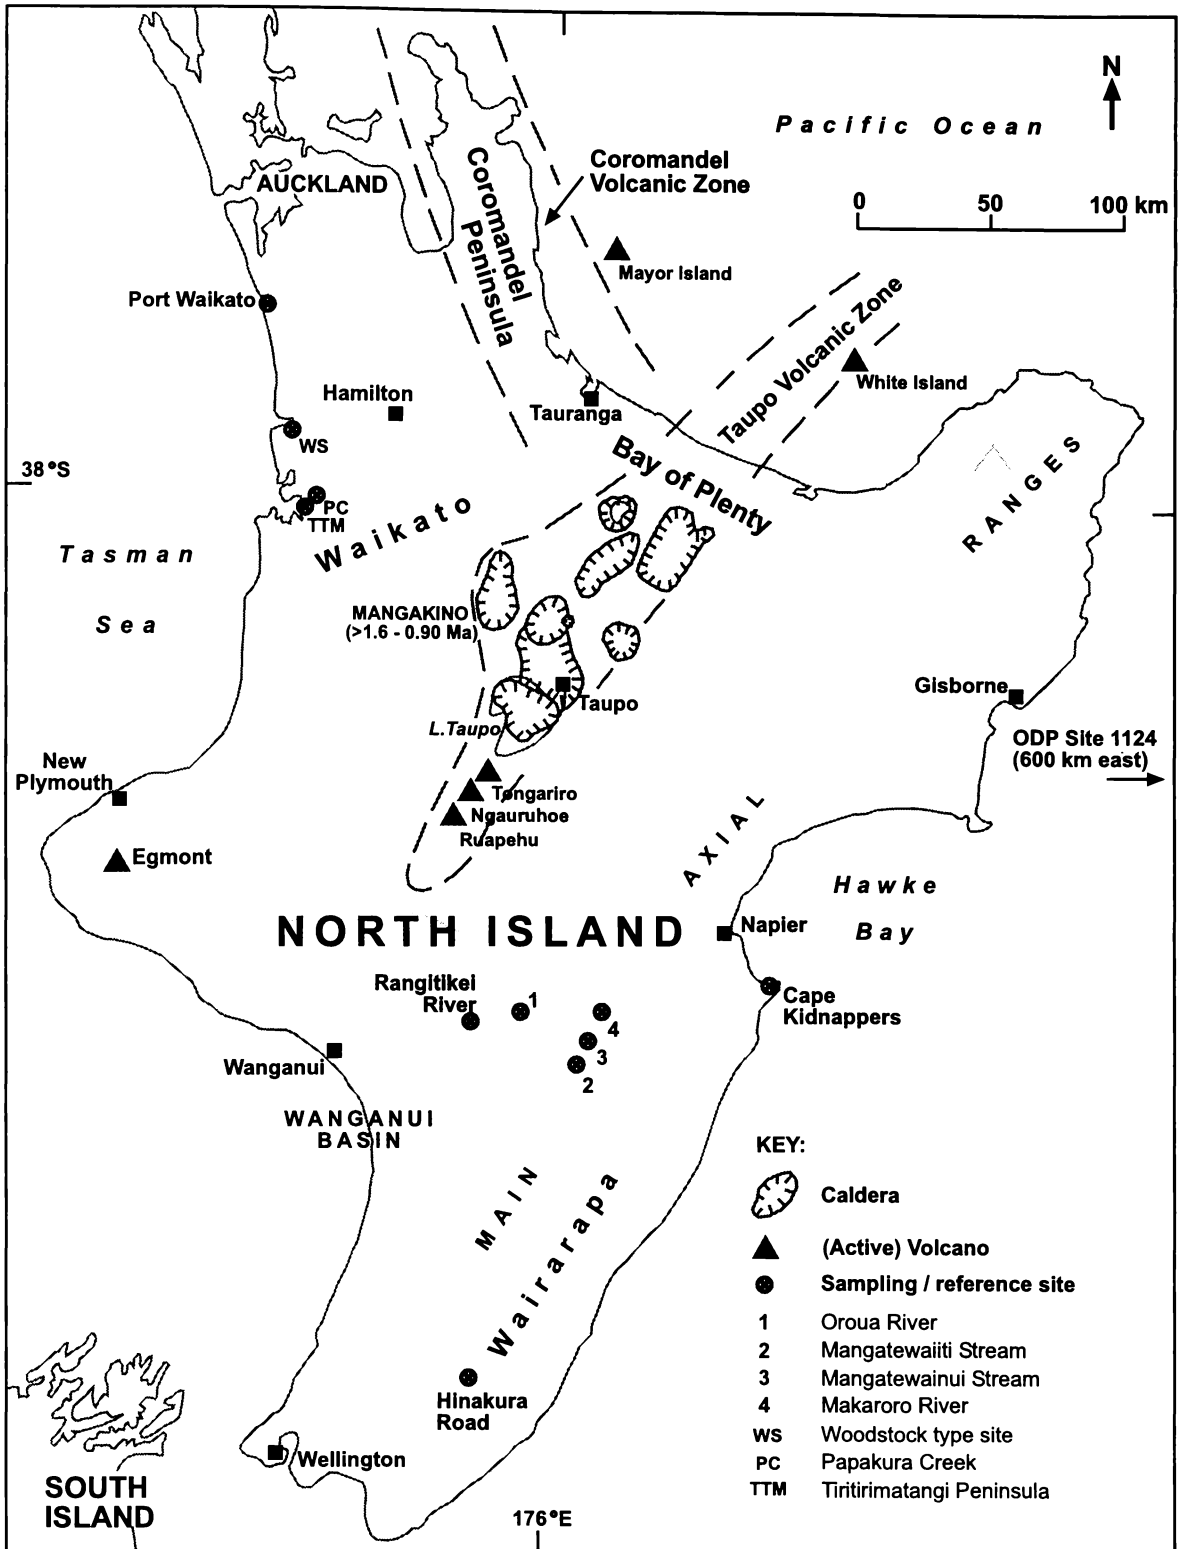 N
Pacific Ocean
Coromandel
Volcanic Zone
AUCKLAND
Coromandel
Peninsula
0 50 100 km
Mayor Island
Port Waikato
Taupo Volcanic Zone
White Island
Hamilton
Tauranga
WS
Bay of Plenty
38°S
PC
TTM
Waikato
RANGES
Tasman
Sea
MANGAKINO
(>1.6 - 0.90 Ma)
Gisborne
Taupo
L.Taupo
ODP Site 1124
(600 km east)
New
Plymouth
Tongariro
Ngauruhoe
Ruapehu
Egmont
AXIAL
Hawke
Bay
NORTH ISLAND
Napier
Rangitikei
River
1
4
3
2
Cape
Kidnappers
Wanganui
WANGANUI
BASIN
MAIN
Wairarapa
Hinakura
Road
Wellington
SOUTH
ISLAND
176°E
KEY:
Caldera
(Active) Volcano
Sampling / reference site
1 Oroua River
2 Mangatewaiiti Stream
3 Mangatewainui Stream
4 Makaroro River
WS Woodstock type site
PC Papakura Creek
TTM Tiritirimatangi Peninsula